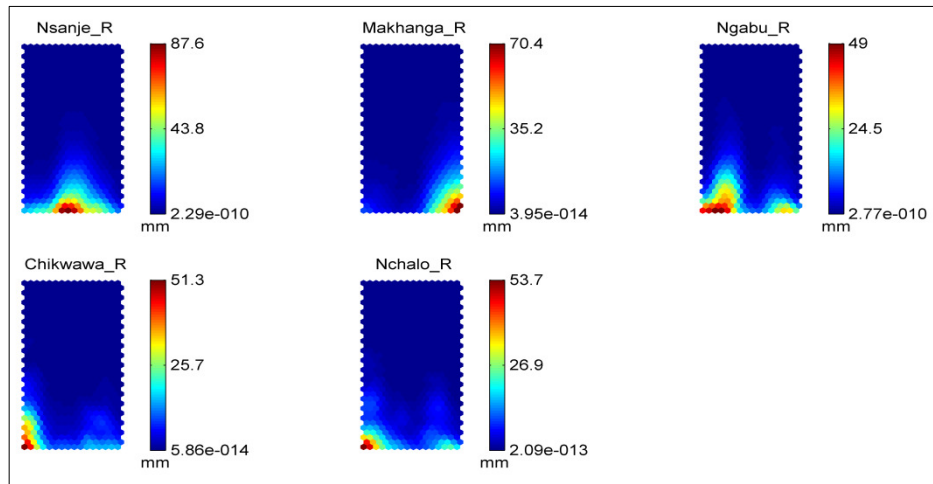 Nsanje_R
87.6
43.8
2.29e-010
mm
Makhanga_R
70.4
35.2
3.95e-014
mm
Ngabu_R
49
24.5
2.77e-010
mm
Chikwawa_R
51.3
25.7
5.86e-014
mm
Nchalo_R
53.7
26.9
2.09e-013
mm